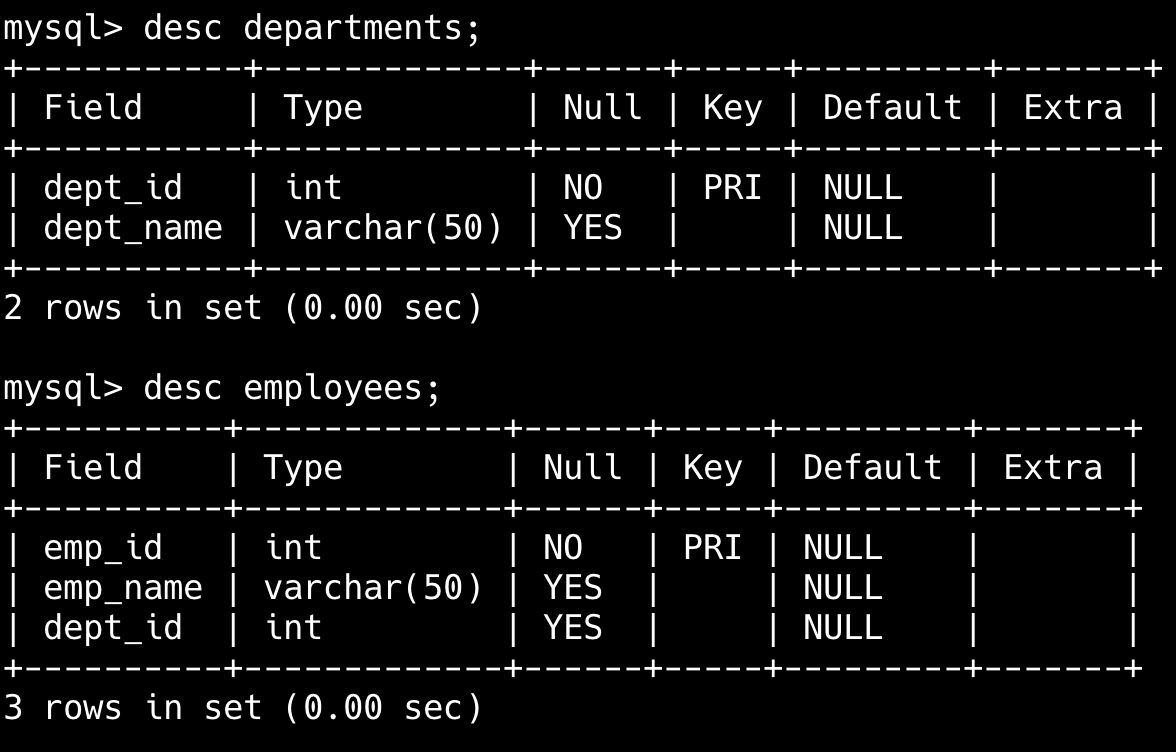 mysql> desc departments;
+-----------+-------------+------+-----+---------+-------+
| Field     | Type        | Null | Key | Default | Extra |
+-----------+-------------+------+-----+---------+-------+
| dept_id   | int         | NO   | PRI | NULL    |       |
| dept_name | varchar(50) | YES  |     | NULL    |       |
+-----------+-------------+------+-----+---------+-------+
2 rows in set (0.00 sec)

mysql> desc employees;
+----------+-------------+------+-----+---------+-------+
| Field    | Type        | Null | Key | Default | Extra |
+----------+-------------+------+-----+---------+-------+
| emp_id   | int         | NO   | PRI | NULL    |       |
| emp_name | varchar(50) | YES  |     | NULL    |       |
| dept_id  | int         | YES  |     | NULL    |       |
+----------+-------------+------+-----+---------+-------+
3 rows in set (0.00 sec)